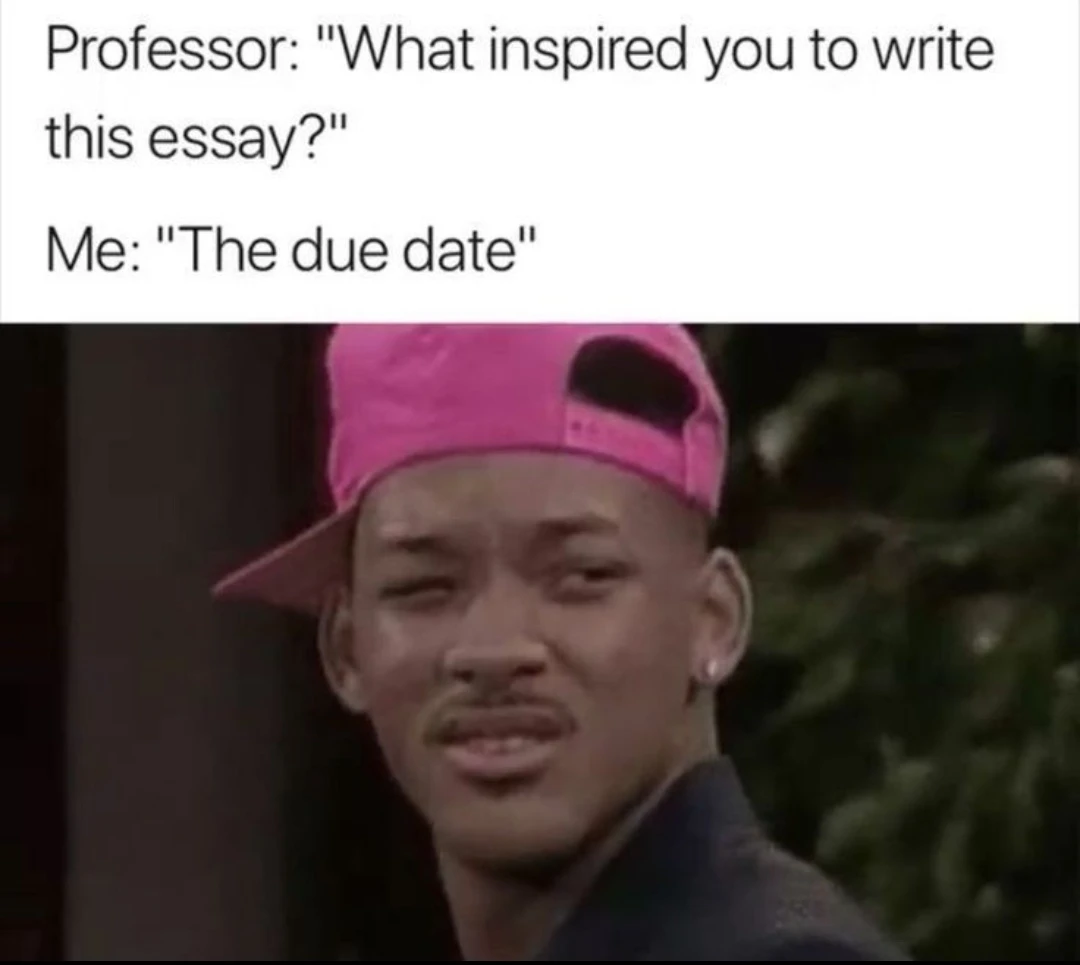 Professor: "What inspired you to write
this essay?"
Me: "The due date"